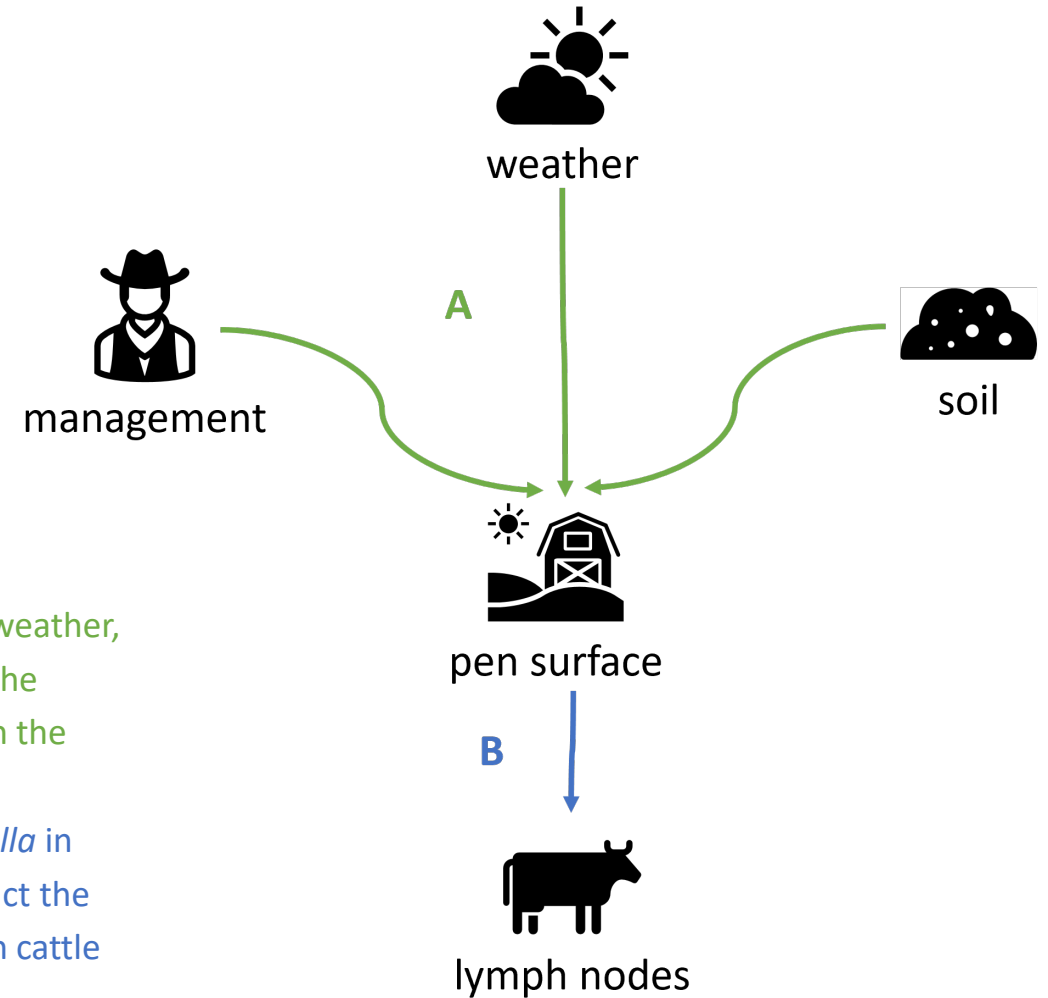 weather
A
management
soil
weather,
he
n the
pen surface
B
lla in
ct the
n cattle
lymph nodes